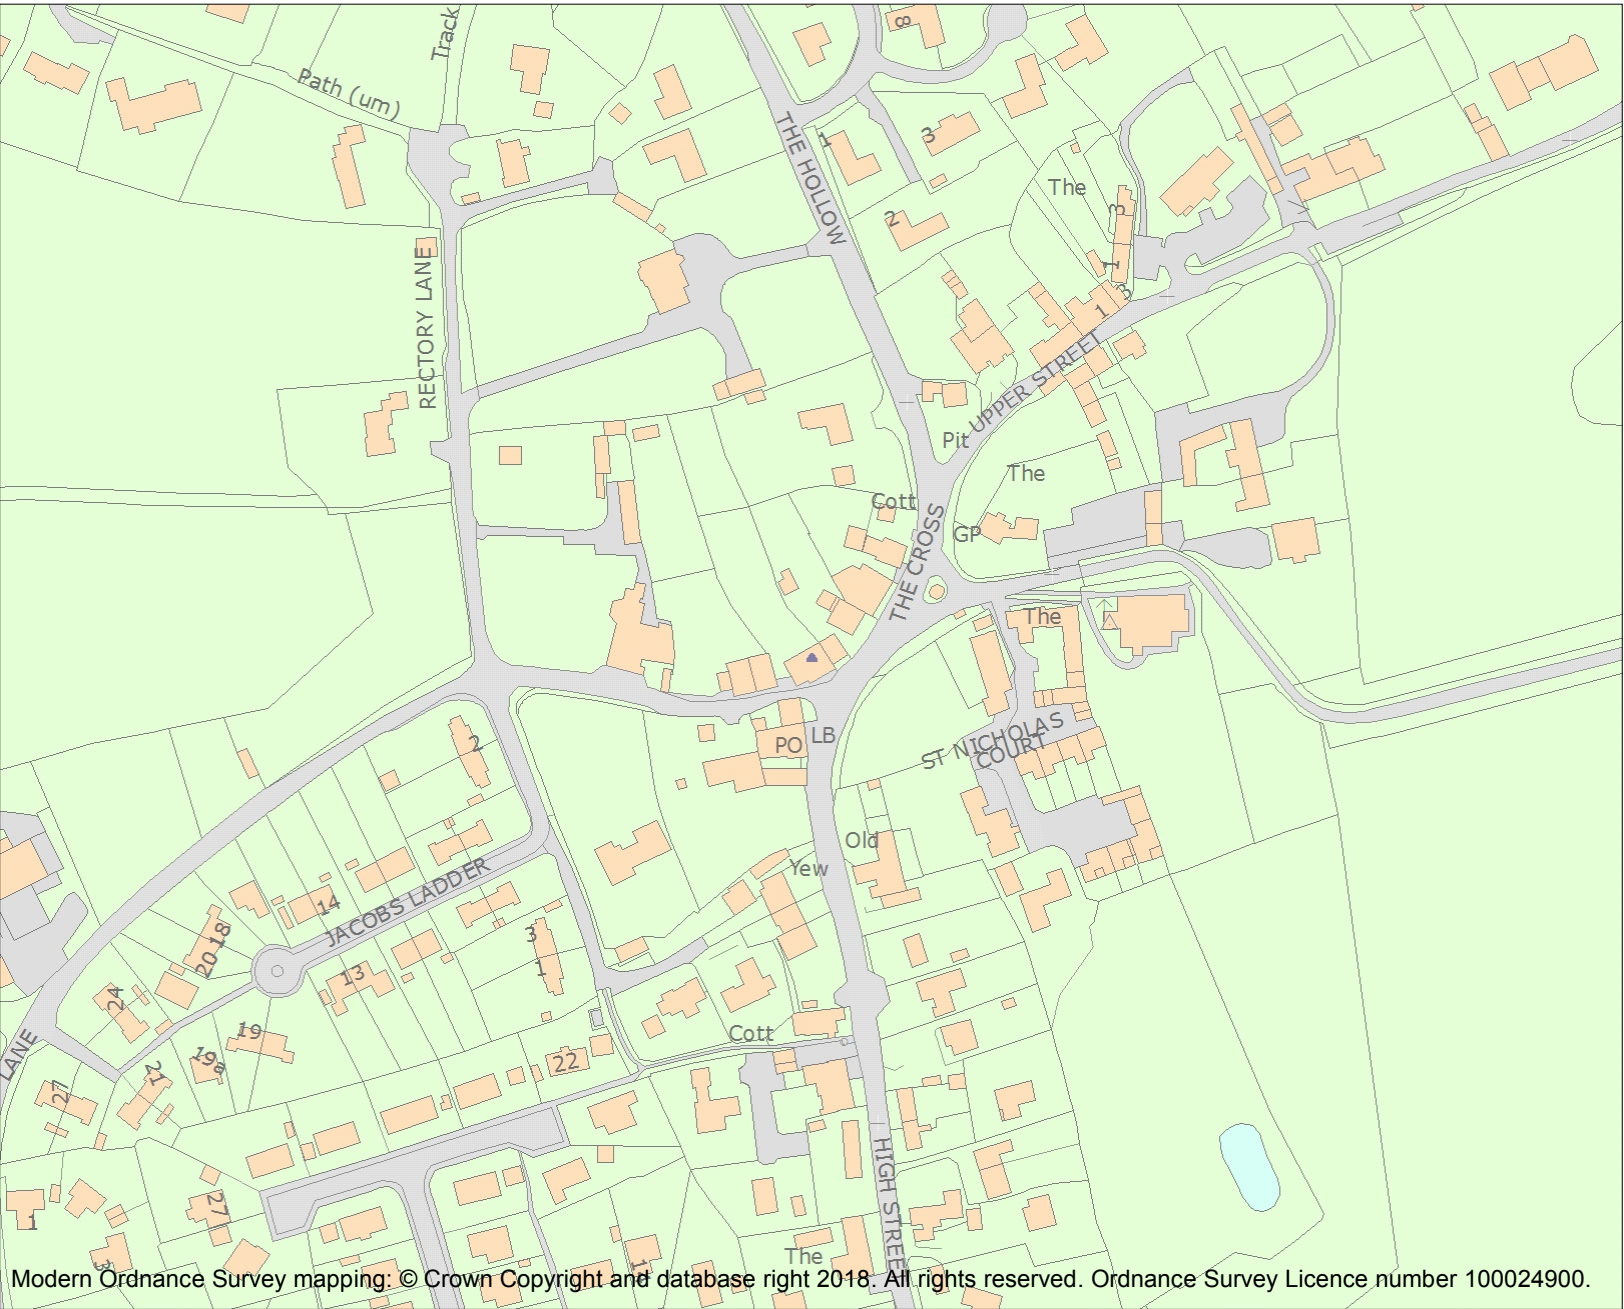 Track
8
Path (um)
THE HOLLOW
1
3
The
3
2
1
3
1
RECTORY LANE
UPPER STREET
Pit
The
Cott
GP
THE CROSS
The
2
PO
LB
ST NICHOLAS
COURT
Old
Yew
14
JACOBS LADDER
18
20
3
1
13
24
19
19a
Cott
LANE
22
21
27
HIGH STREE
27
1
The
3
Modern Ordnance Survey mapping: © Crown Copyright and database right 2018. All rights reserved. Ordnance Survey Licence number 100024900.